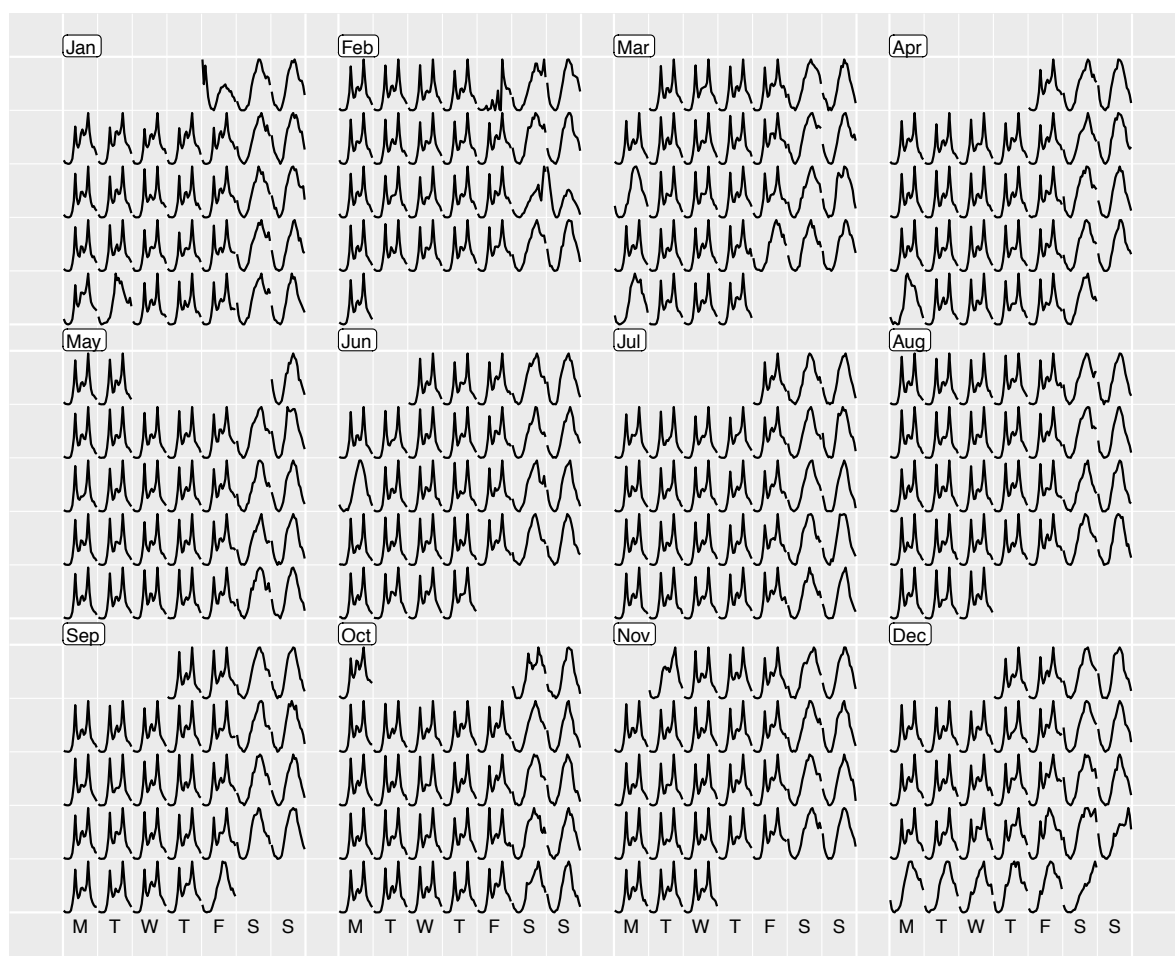 Jan Feb Mar Apr
May Jun Jul Aug
Sep Oct Nov Dec
M T W T F S S M T W T F S S M T W T F S S M T W T F S S